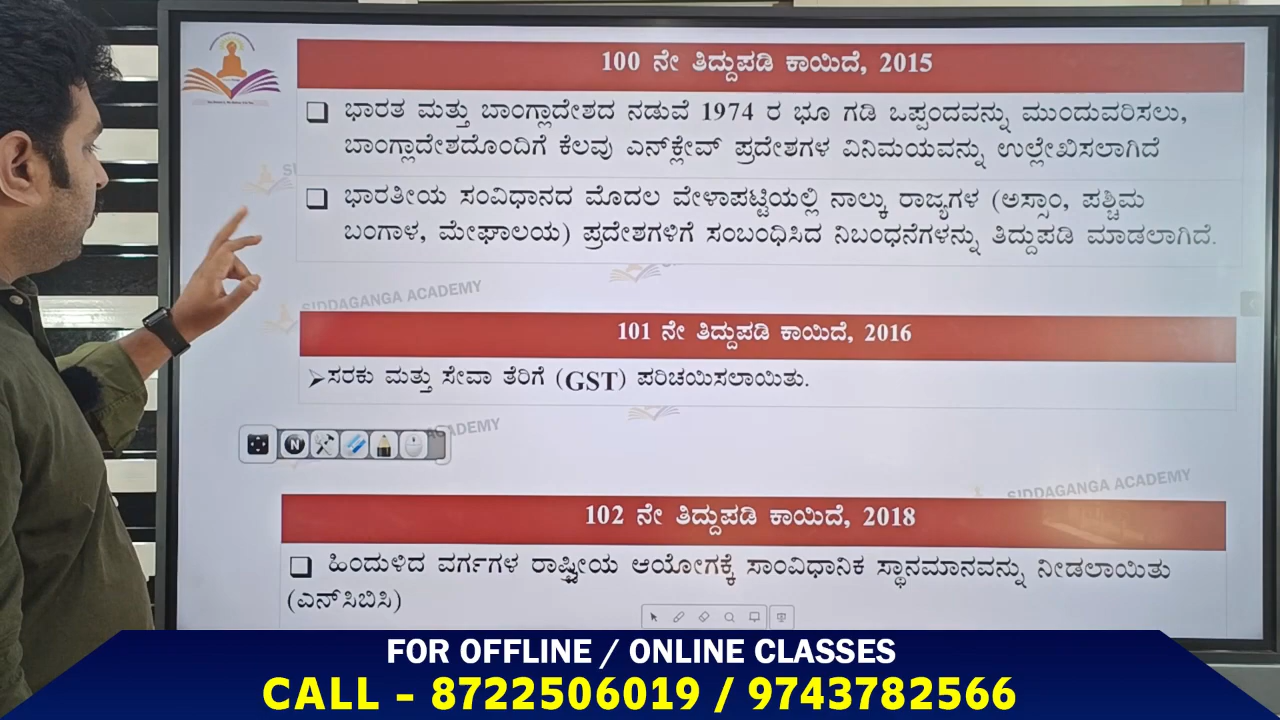 100 ನೇ ತಿದ್ದುಪಡಿ ಕಾಯಿದೆ, 2015
❑ ಭಾರತ ಮತ್ತು ಬಾಂಗ್ಲಾದೇಶದ ನಡುವೆ 1974 ರ ಭೂ ಗಡಿ ಒಪ್ಪಂದವನ್ನು ಮುಂದುವರಿಸಲು,
ಬಾಂಗ್ಲಾದೇಶದೊಂದಿಗೆ ಕೆಲವು ಎನ್‌ಕ್ಲೇವ್ ಪ್ರದೇಶಗಳ ವಿನಿಮಯವನ್ನು ಉಲ್ಲೇಖಿಸಲಾಗಿದೆ
❑ ಭಾರತೀಯ ಸಂವಿಧಾನದ ಮೊದಲ ವೇಳಾಪಟ್ಟಿಯಲ್ಲಿ ನಾಲ್ಕು ರಾಜ್ಯಗಳ (ಅಸ್ಸಾಂ, ಪಶ್ಚಿಮ
ಬಂಗಾಳ, ಮೇಘಾಲಯ) ಪ್ರದೇಶಗಳಿಗೆ ಸಂಬಂಧಿಸಿದ ನಿಬಂಧನೆಗಳನ್ನು ತಿದ್ದುಪಡಿ ಮಾಡಲಾಗಿದೆ.
SIDDAGANGA ACADEMY
101 ನೇ ತಿದ್ದುಪಡಿ ಕಾಯಿದೆ, 2016
➢ಸರಕು ಮತ್ತು ಸೇವಾ ತೆರಿಗೆ (GST) ಪರಿಚಯಿಸಲಾಯಿತು.
ACADEMY
N
SIDDAGANGA ACADEMY
102 ನೇ ತಿದ್ದುಪಡಿ ಕಾಯಿದೆ, 2018
❑ ಹಿಂದುಳಿದ ವರ್ಗಗಳ ರಾಷ್ಟ್ರೀಯ ಆಯೋಗಕ್ಕೆ ಸಾಂವಿಧಾನಿಕ ಸ್ಥಾನಮಾನವನ್ನು ನೀಡಲಾಯಿತು
(ಎನ್‌ಸಿಬಿಸಿ)
FOR OFFLINE / ONLINE CLASSES
CALL – 8722506019 / 9743782566